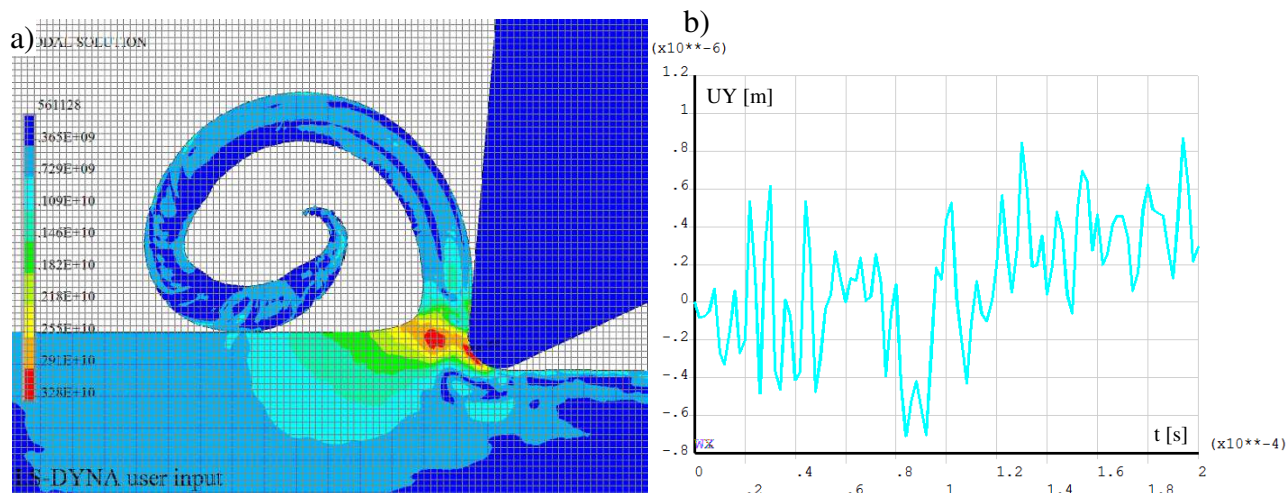 a)
ODAL SOLUTION
561128
.365E+09
.729E+09
.109E+10
.146E+10
.182E+10
.218E+10
.255E+10
.291E+10
.328E+10
LS-DYNA user input
b)
(x10**-6)
1.2
1
.8
.6
.4
.2
0
-.2
-.4
-.6
-.8
UY [m]
t [s]
(x10**-4)
0 .4 .8 1.2 1.6 2
.2 .6 1 1.4 1.8